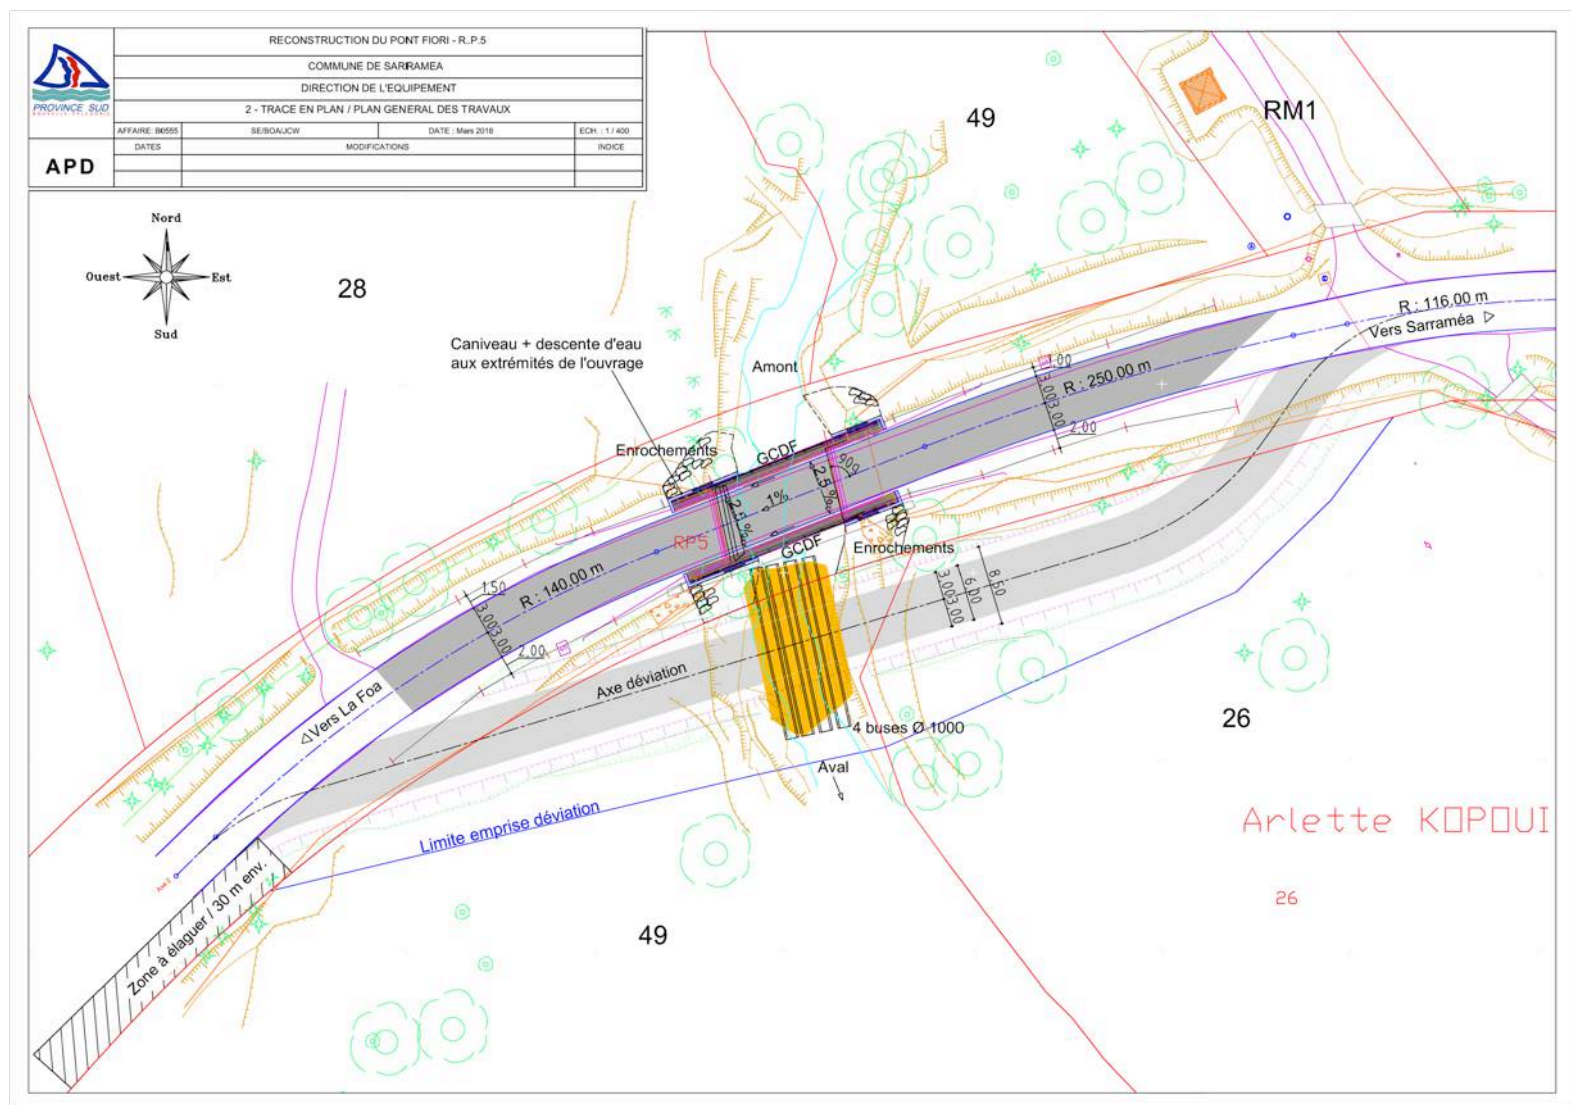 RECONSTRUCTION DU PONT FIORI - R.P.5
COMMUNE DE SARRAMEA
DIRECTION DE L'EQUIPEMENT
2 - TRACE EN PLAN / PLAN GENERAL DES TRAVAUX
PROVINCE SUD
AFFAIRE: B0555
SE/BOA/JCW
DATE : Mars 2018
ECH. : 1 / 400
APD
DATES
MODIFICATIONS
INDICE
Nord
Ouest
Est
Sud
28
49
RM1
R : 116.00 m
Vers Sarraméa
Caniveau + descente d'eau
aux extrémités de l'ouvrage
Amont
R : 250.00 m
1.00
3.00
3.00
2.00
Enrochements
GCDF
2.5 %
1%
2.5 %
RP5
GCDF
Enrochements
R : 140.00 m
1.50
3.00
3.00
2.00
3.00
3.00
6.00
8.50
Axe déviation
Vers La Foa
4 buses Ø 1000
Aval
26
Limite emprise déviation
Arlette KOPOUI
26
Zone à élaguer / 30 m env.
49